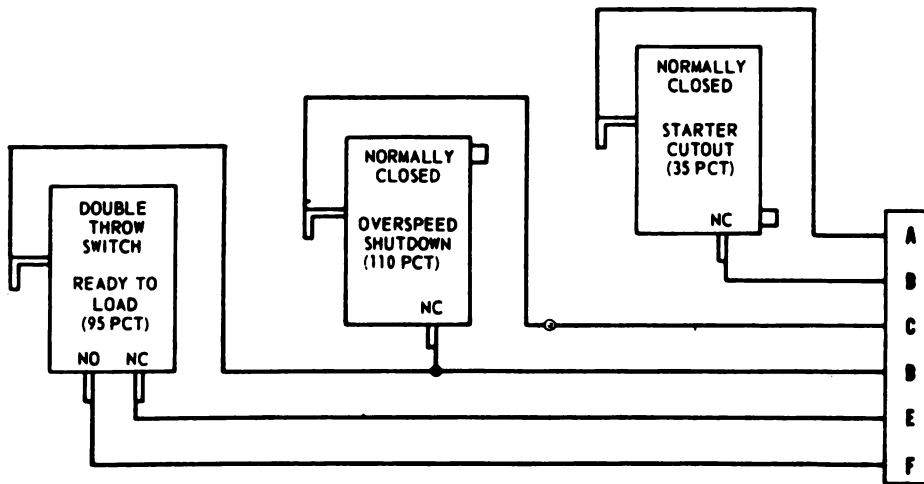 NORMALLY
CLOSED
STARTER
CUTOUT
(35 PCT)
NC
NORMALLY
CLOSED
OVERSPEED
SHUTDOWN
(110 PCT)
NC
DOUBLE
THROW
SWITCH
READY TO
LOAD
(95 PCT)
NO NC
A
B
C
D
E
F